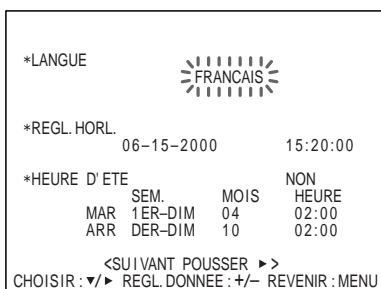 *LANGUE
FRANCAIS
*REGL. HORL.
06–15–2000 15:20:00
*HEURE D'ETE NON
SEM. MOIS HEURE
MAR 1ER–DIM 04 02:00
ARR DER–DIM 10 02:00
<SUIVANT POUSSER ►>
CHOISIR : ▼/► REGL. DONNEE : +/– REVENIR : MENU